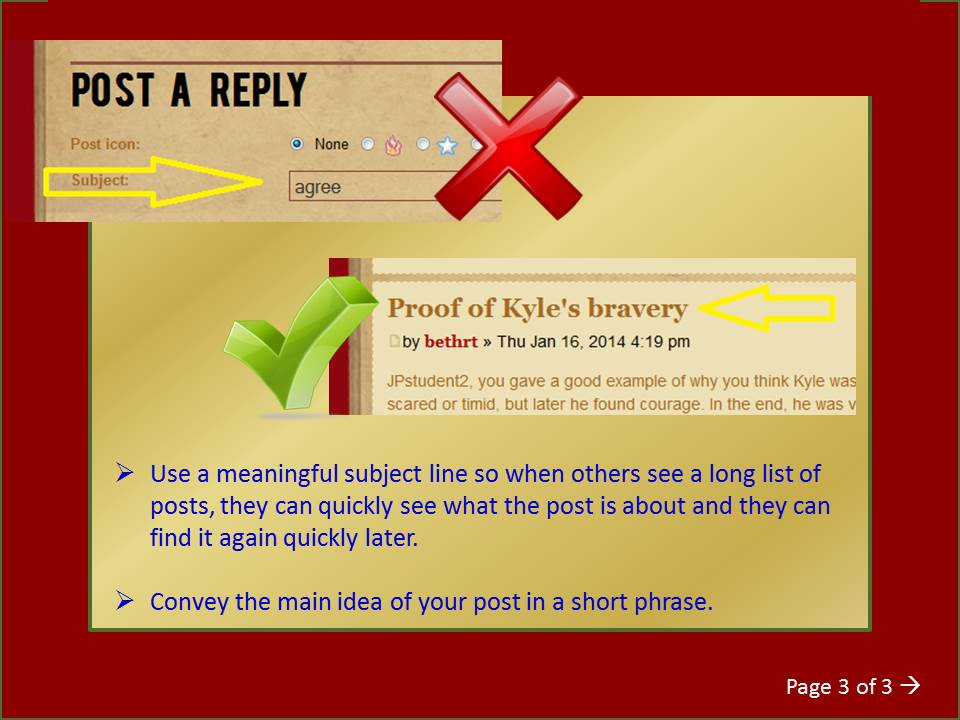 POST A REPLY
Post icon: None
Subject: agree
Proof of Kyle's bravery
by bethrt » Thu Jan 16, 2014 4:19 pm
JPstudent2, you gave a good example of why you think Kyle was
scared or timid, but later he found courage. In the end, he was v
Use a meaningful subject line so when others see a long list of
posts, they can quickly see what the post is about and they can
find it again quickly later.
Convey the main idea of your post in a short phrase.
Page 3 of 3 →